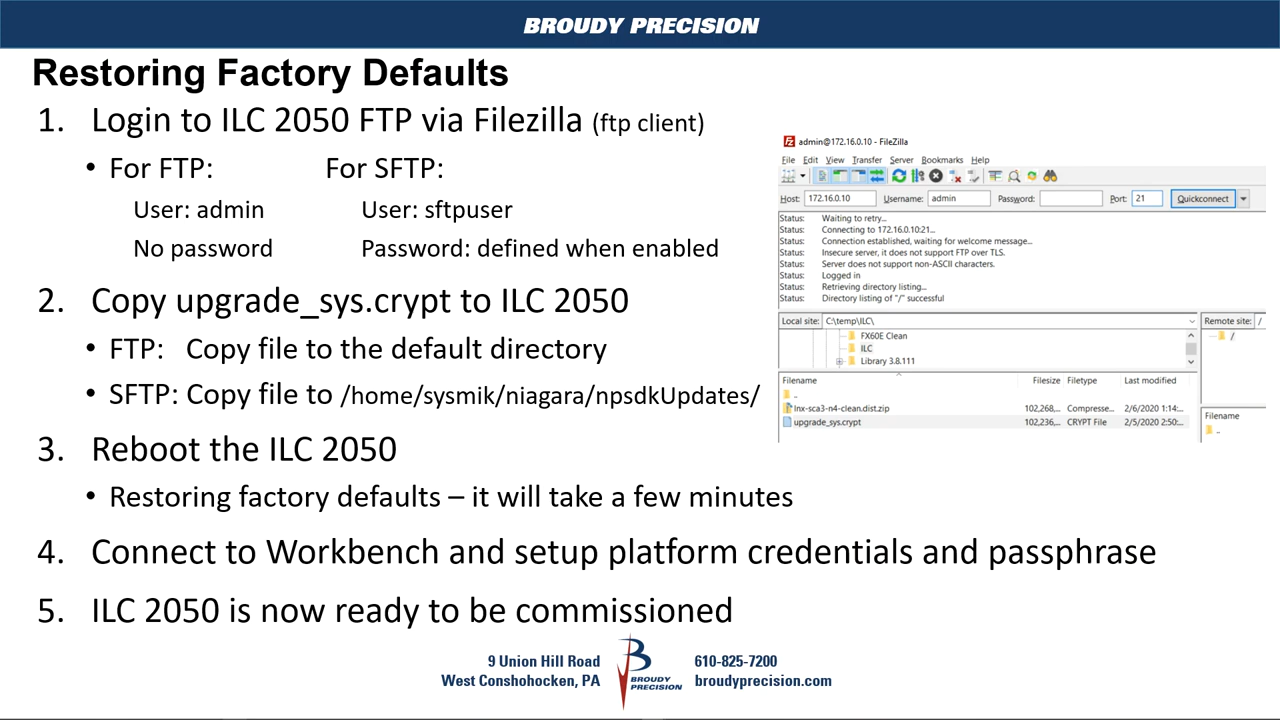 BROUDY PRECISION
Restoring Factory Defaults
1. Login to ILC 2050 FTP via Filezilla (ftp client)
• For FTP: For SFTP:
User: admin User: sftpuser
No password Password: defined when enabled
2. Copy upgrade_sys.crypt to ILC 2050
• FTP: Copy file to the default directory
• SFTP: Copy file to /home/sysmik/niagara/npsdkUpdates/
3. Reboot the ILC 2050
• Restoring factory defaults – it will take a few minutes
4. Connect to Workbench and setup platform credentials and passphrase
5. ILC 2050 is now ready to be commissioned
admin@172.16.0.10 - FileZilla
File Edit View Transfer Server Bookmarks Help
Host: 172.16.0.10 Username: admin Password: Port: 21 Quickconnect
Status: Waiting to retry...
Status: Connecting to 172.16.0.10:21...
Status: Connection established, waiting for welcome message...
Status: Insecure server, it does not support FTP over TLS.
Status: Server does not support non-ASCII characters.
Status: Logged in
Status: Retrieving directory listing...
Status: Directory listing of "/" successful
Local site: C:\temp\ILC\ Remote site: /
FX60E Clean /
ILC
Library 3.8.111
Filename Filesize Filetype Last modified
..
lnx-sca3-n4-clean.dist.zip 102,268,... Compresse... 2/6/2020 1:14:...
upgrade_sys.crypt 102,236,... CRYPT File 2/5/2020 2:50:...
Filename
..
9 Union Hill Road
West Conshohocken, PA
B
BROUDY
PRECISION
610-825-7200
broudyprecision.com